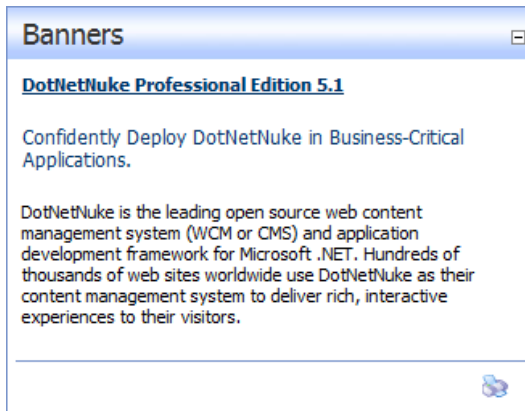 Banners
DotNetNuke Professional Edition 5.1
Confidently Deploy DotNetNuke in Business-Critical
Applications.
DotNetNuke is the leading open source web content
management system (WCM or CMS) and application
development framework for Microsoft .NET. Hundreds of
thousands of web sites worldwide use DotNetNuke as their
content management system to deliver rich, interactive
experiences to their visitors.